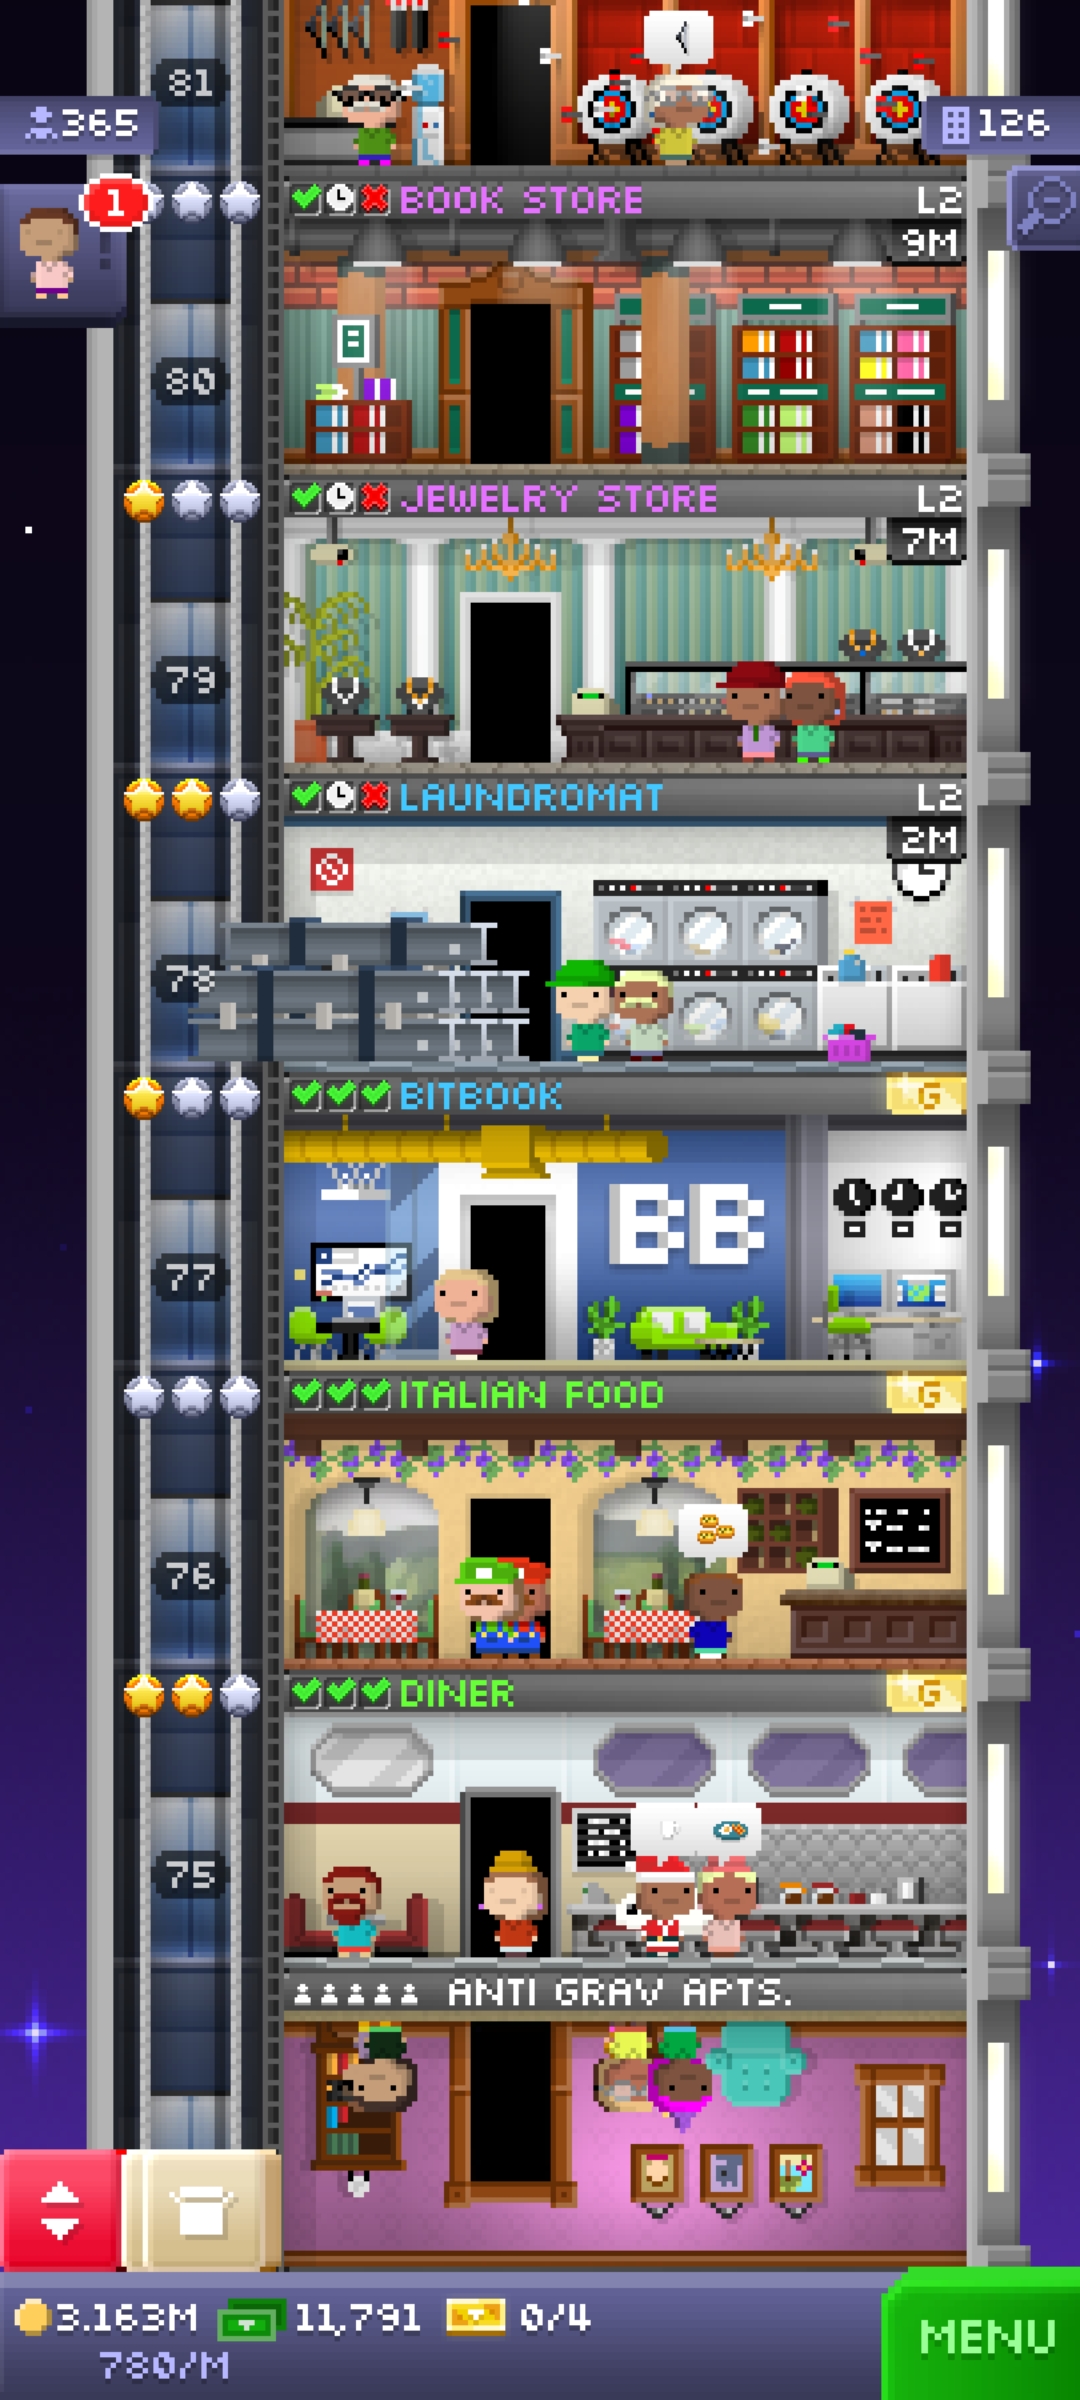 81
365
126
1
BOOK STORE L2
9M
80
JEWELRY STORE L2
7M
79
LAUNDROMAT L2
2M
78
BITBOOK G
BB
77
ITALIAN FOOD G
76
DINER G
75
ANTI GRAV APTS.
3.163M 11,791 0/4
780/M
MENU